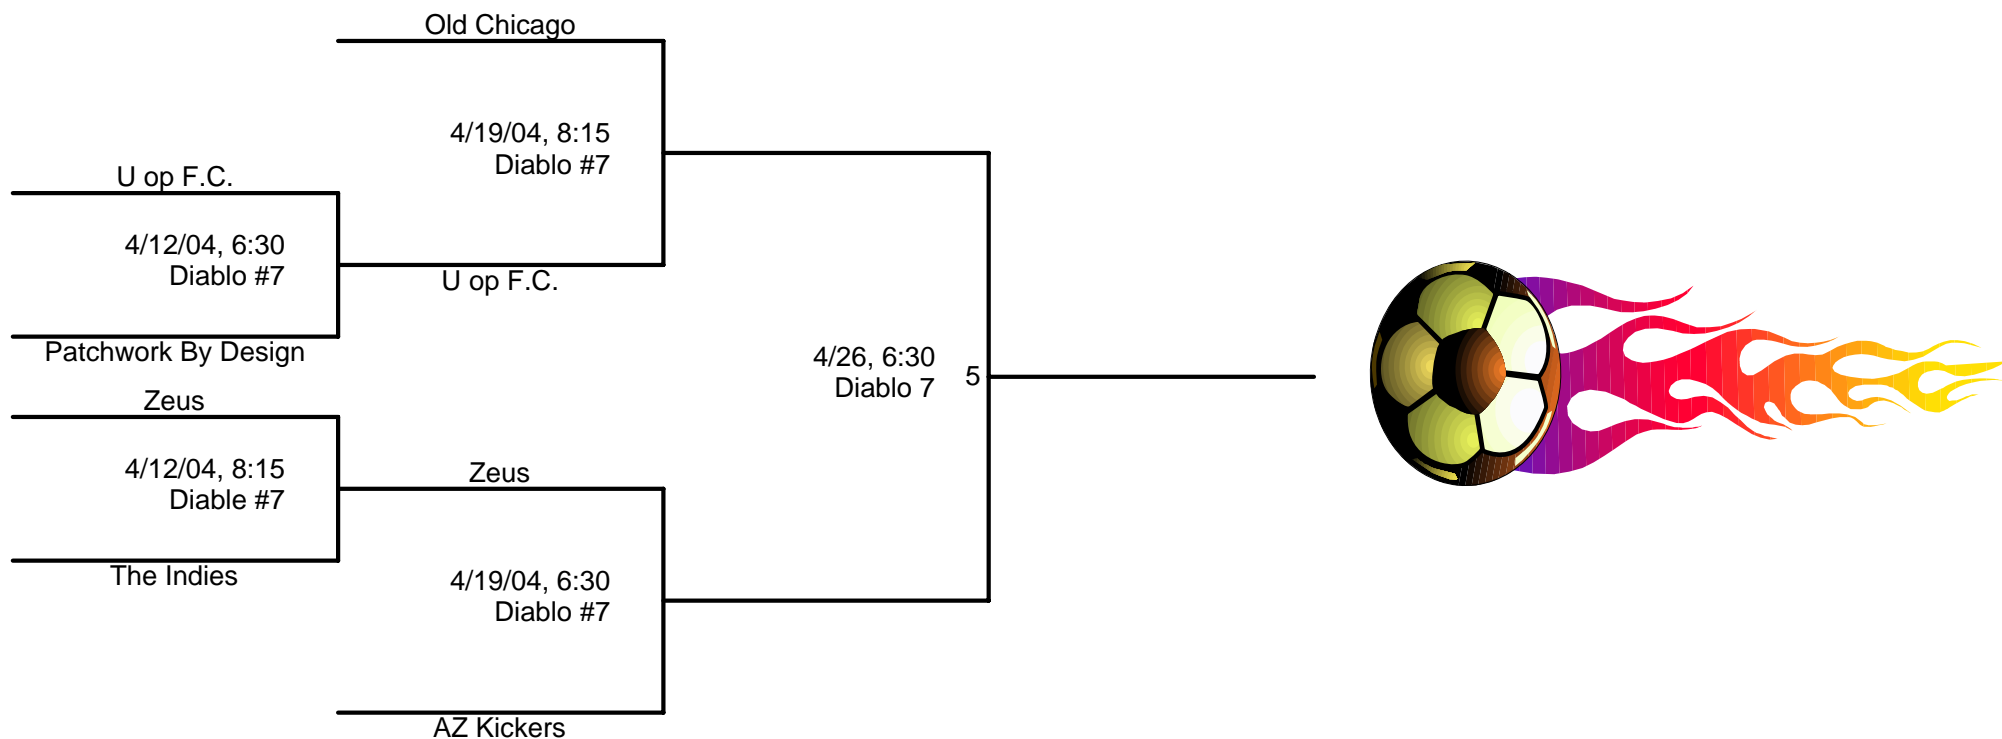 Old Chicago
4/19/04, 8:15
Diablo #7
U op F.C.
4/12/04, 6:30
Diablo #7
U op F.C.
Patchwork By Design
4/26, 6:30
Diablo 7
5
Zeus
4/12/04, 8:15
Diable #7
Zeus
The Indies
4/19/04, 6:30
Diablo #7
AZ Kickers